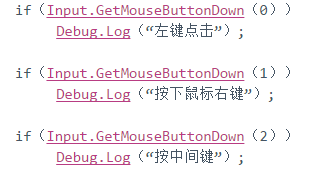 if（Input.GetMouseButtonDown（0））
Debug.Log（“左键点击”）;
if（Input.GetMouseButtonDown（1））
Debug.Log（“按下鼠标右键”）;
if（Input.GetMouseButtonDown（2））
Debug.Log（“按中间键”）;